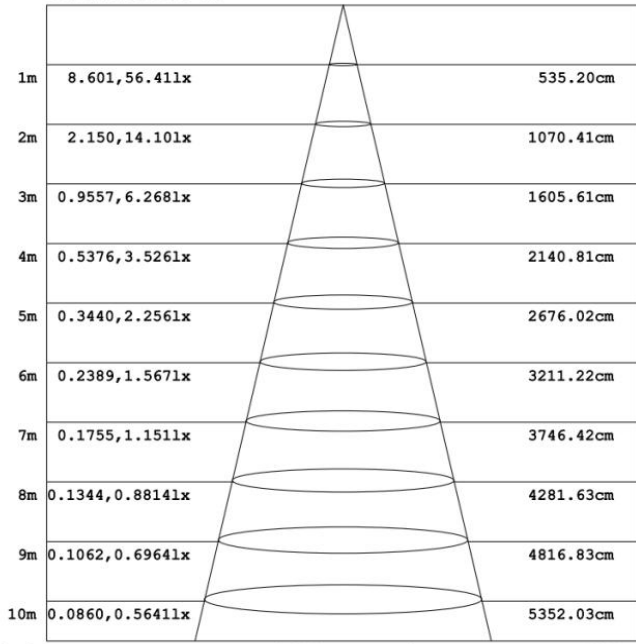 1m 8.601,56.41lx 535.20cm
2m 2.150,14.10lx 1070.41cm
3m 0.9557,6.268lx 1605.61cm
4m 0.5376,3.526lx 2140.81cm
5m 0.3440,2.256lx 2676.02cm
6m 0.2389,1.567lx 3211.22cm
7m 0.1755,1.151lx 3746.42cm
8m 0.1344,0.8814lx 4281.63cm
9m 0.1062,0.6964lx 4816.83cm
10m 0.0860,0.5641lx 5352.03cm